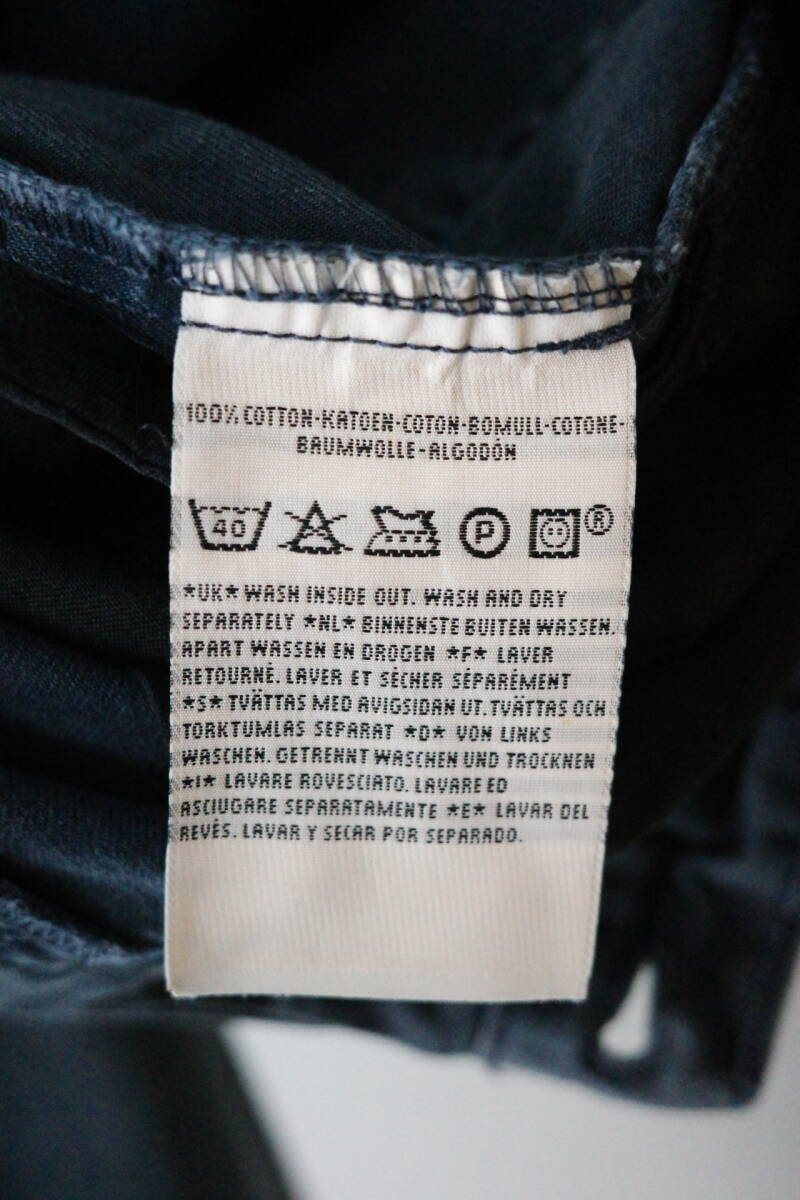 100% COTTON-KATOEN-COTON-BOMULL-COTONE-
BAUMWOLLE-ALGODÓN
40 P ®
*UK* WASH INSIDE OUT. WASH AND DRY
SEPARATELY *NL* BINNENSTE BUITEN WASSEN.
APART WASSEN EN DROGEN *F* LAVER
RETOURNÉ. LAVER ET SÉCHER SÉPARÉMENT
*S* TVÄTTAS MED AVIGSIDAN UT. TVÄTTAS OCH
TORKTUMLAS SEPARAT *D* VON LINKS
WASCHEN. GETRENNT WASCHEN UND TROCKNEN
*I* LAVARE ROVESCIATO. LAVARE ED
ASCIUGARE SEPARATAMENTE *E* LAVAR DEL
REVÉS. LAVAR Y SECAR POR SEPARADO.